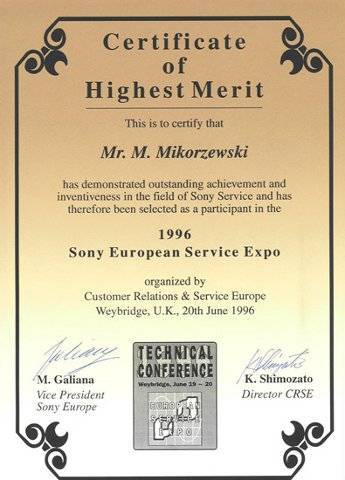 Certificate
of
Highest Merit
This is to certify that
Mr. M. Mikorzewski
has demonstrated outstanding achievement and
inventiveness in the field of Sony Service and has
therefore been selected as a participant in the
1996
Sony European Service Expo
organized by
Customer Relations & Service Europe
Weybridge, U.K., 20th June 1996
TECHNICAL
CONFERENCE
Weybridge, June 19 - 20
EUROPEAN
SERVICE
EXPO
M. Galiana
Vice President
Sony Europe
K. Shimozato
Director CRSE